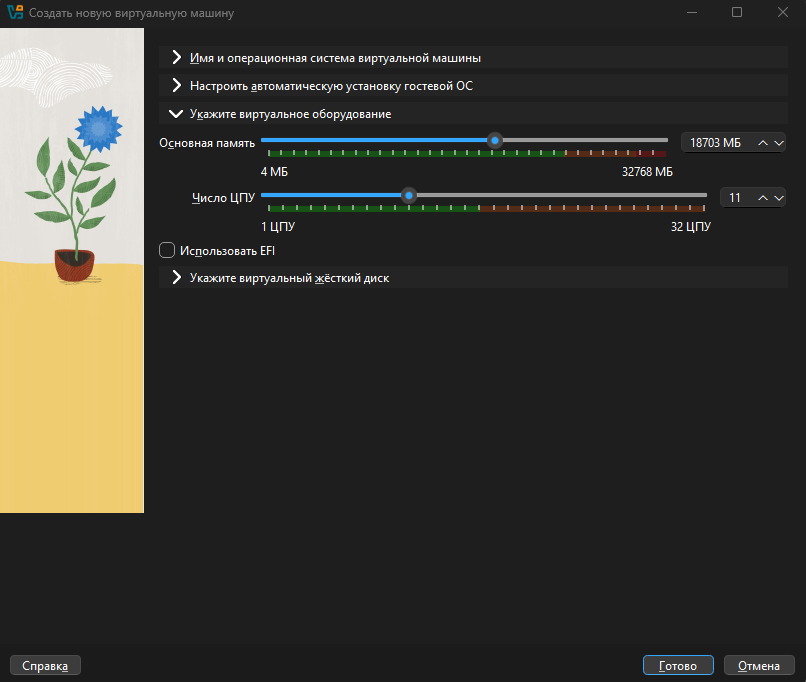 Создать новую виртуальную машину
Имя и операционная система виртуальной машины
Настроить автоматическую установку гостевой ОС
Укажите виртуальное оборудование
Основная память
18703 МБ
4 МБ
32768 МБ
Число ЦПУ
11
1 ЦПУ
32 ЦПУ
Использовать EFI
Укажите виртуальный жёсткий диск
Справка
Готово
Отмена